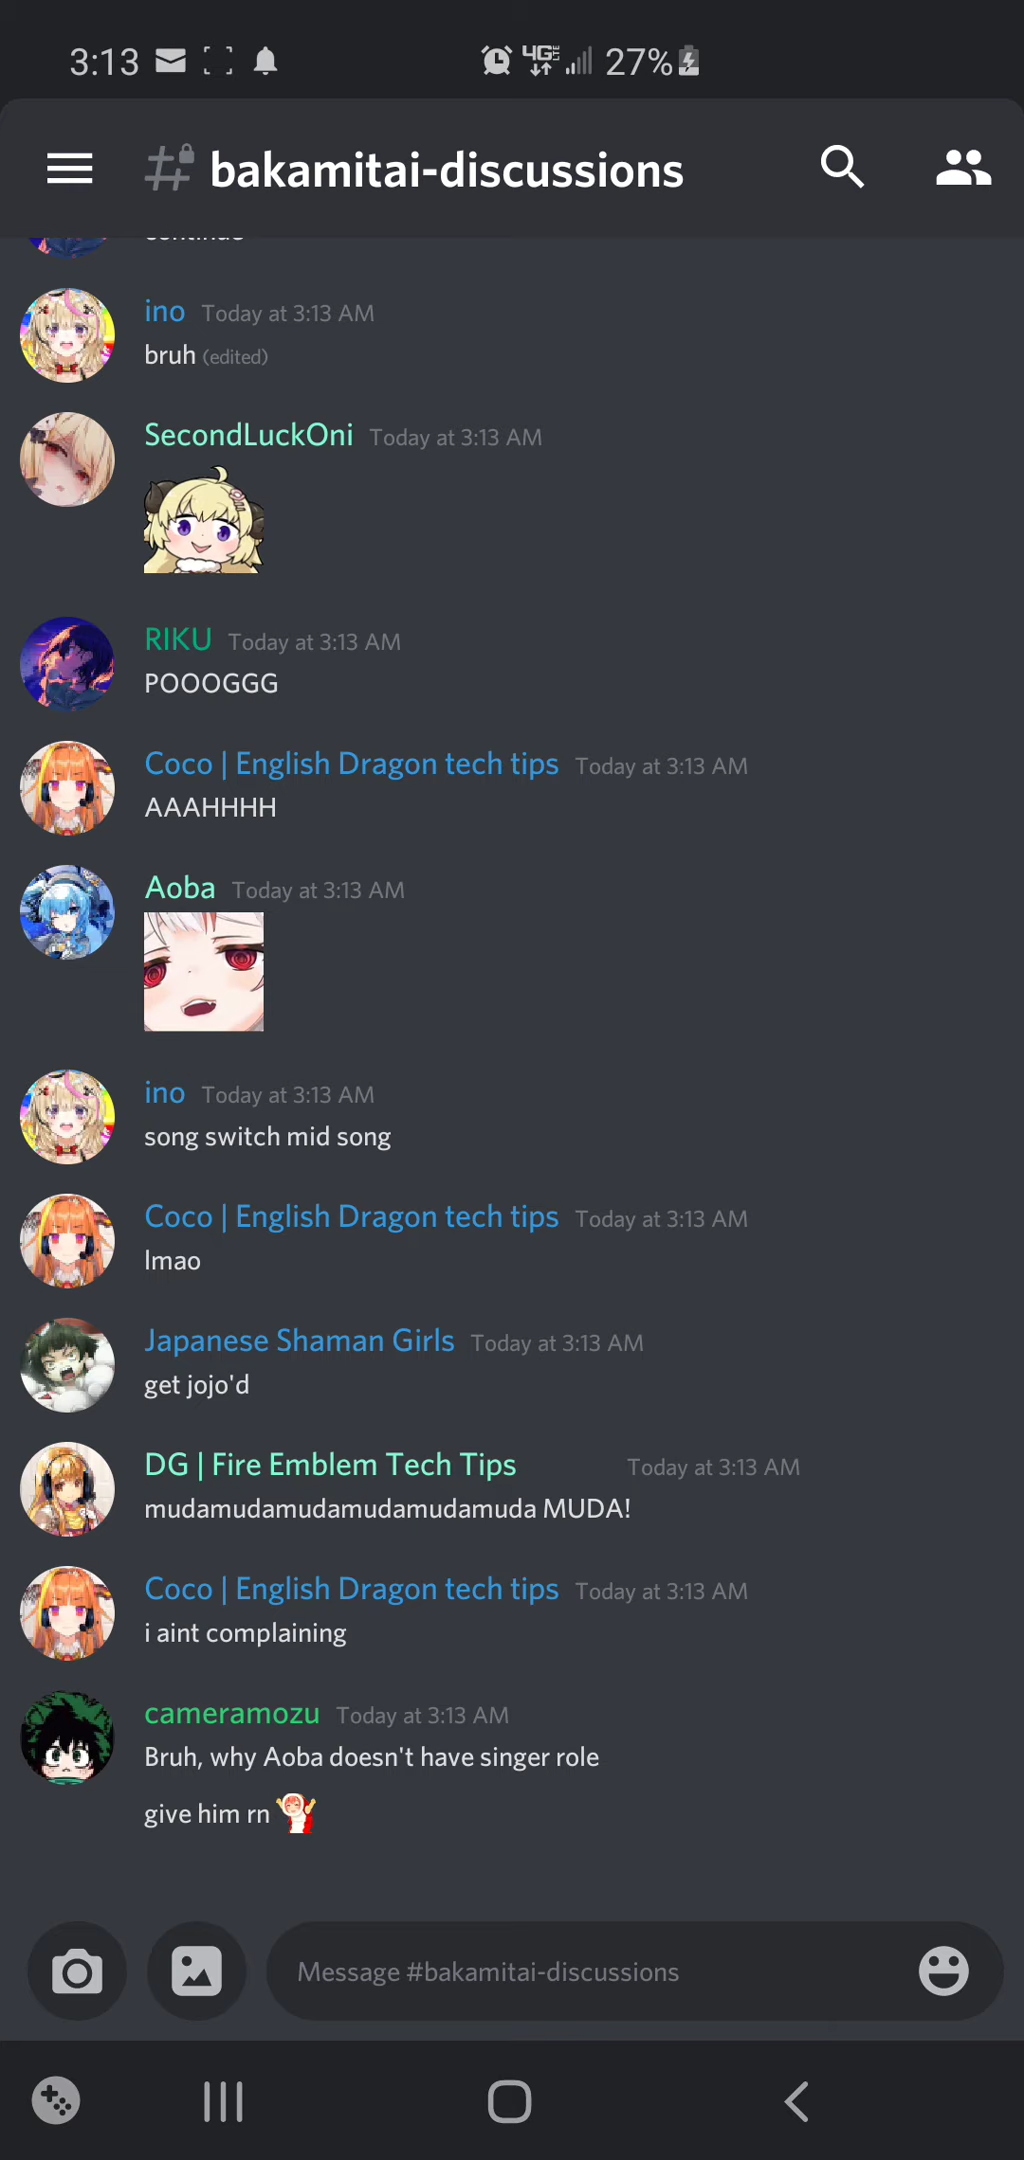 3:13 4G LTE 27%
bakamitai-discussions
ino Today at 3:13 AM
bruh (edited)
SecondLuckOni Today at 3:13 AM
RIKU Today at 3:13 AM
POOOGGG
Coco | English Dragon tech tips Today at 3:13 AM
AAAHHHH
Aoba Today at 3:13 AM
ino Today at 3:13 AM
song switch mid song
Coco | English Dragon tech tips Today at 3:13 AM
lmao
Japanese Shaman Girls Today at 3:13 AM
get jojo'd
DG | Fire Emblem Tech Tips Today at 3:13 AM
mudamudamudamudamudamuda MUDA!
Coco | English Dragon tech tips Today at 3:13 AM
i aint complaining
cameramozu Today at 3:13 AM
Bruh, why Aoba doesn't have singer role
give him rn
Message #bakamitai-discussions